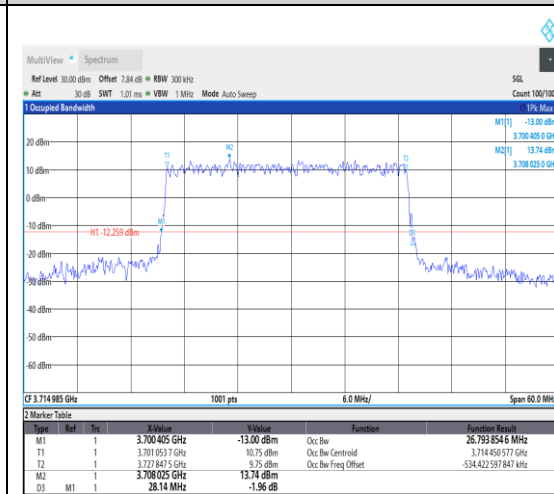 MultiView Spectrum
Ref Level 30.00 dBm Offset 7.84 dB RBW 300 kHz SGL
Att 30 dB SWT 1.01 ms VBW 1 MHz Mode Auto Sweep Count 100/100
1 Occupied Bandwidth 1Pk Max
M1[1] -13.00 dBm
3.700 405 0 GHz
M2[1] 13.74 dBm
3.708 025 0 GHz
20 dBm
T1 M2 T2
10 dBm
0 dBm
-10 dBm M1
H1 -12.259 dBm
-20 dBm
-30 dBm
-40 dBm
-50 dBm
-60 dBm
CF 3.714 985 GHz 1001 pts 6.0 MHz/ Span 60.0 MHz
2 Marker Table
Type Ref Trc X-Value Y-Value Function Function Result
M1 1 3.700 405 GHz -13.00 dBm Occ Bw 26.793 854 6 MHz
T1 1 3.701 053 7 GHz 10.75 dBm Occ Bw Centroid 3.714 450 577 GHz
T2 1 3.727 847 5 GHz 9.75 dBm Occ Bw Freq Offset -534.422 597 847 kHz
M2 1 3.708 025 GHz 13.74 dBm
D3 M1 1 28.14 MHz -1.96 dB